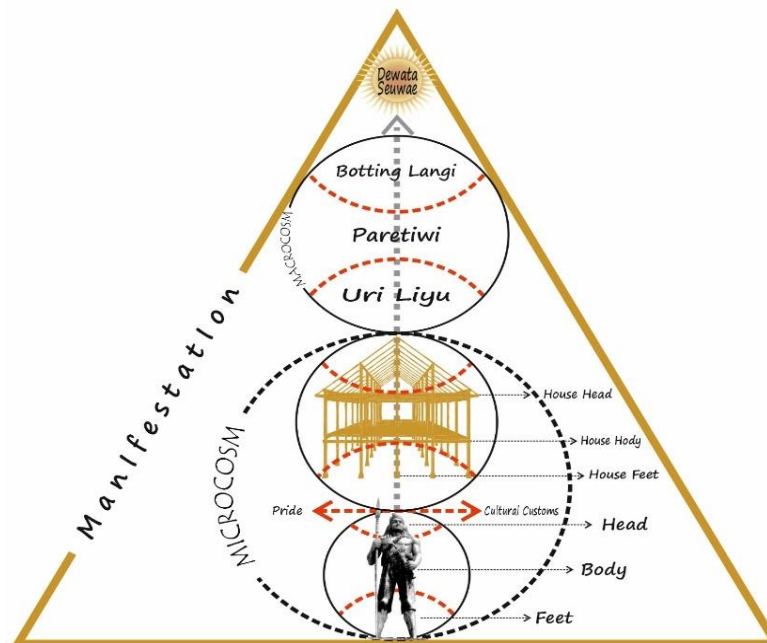 Dewata
Seuwae
Botting Langi
MACROCOSM
Paretiwi
Uri Liyu
ManIfestatIon
MICROCOSM
House Head
House Hody
House Feet
Pride
Cultural Customs
Head
Body
Feet